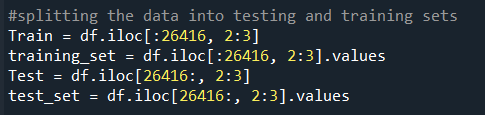 #splitting the data into testing and training sets
Train = df.iloc[:26416, 2:3]
training_set = df.iloc[:26416, 2:3].values
Test = df.iloc[26416:, 2:3]
test_set = df.iloc[26416:, 2:3].values